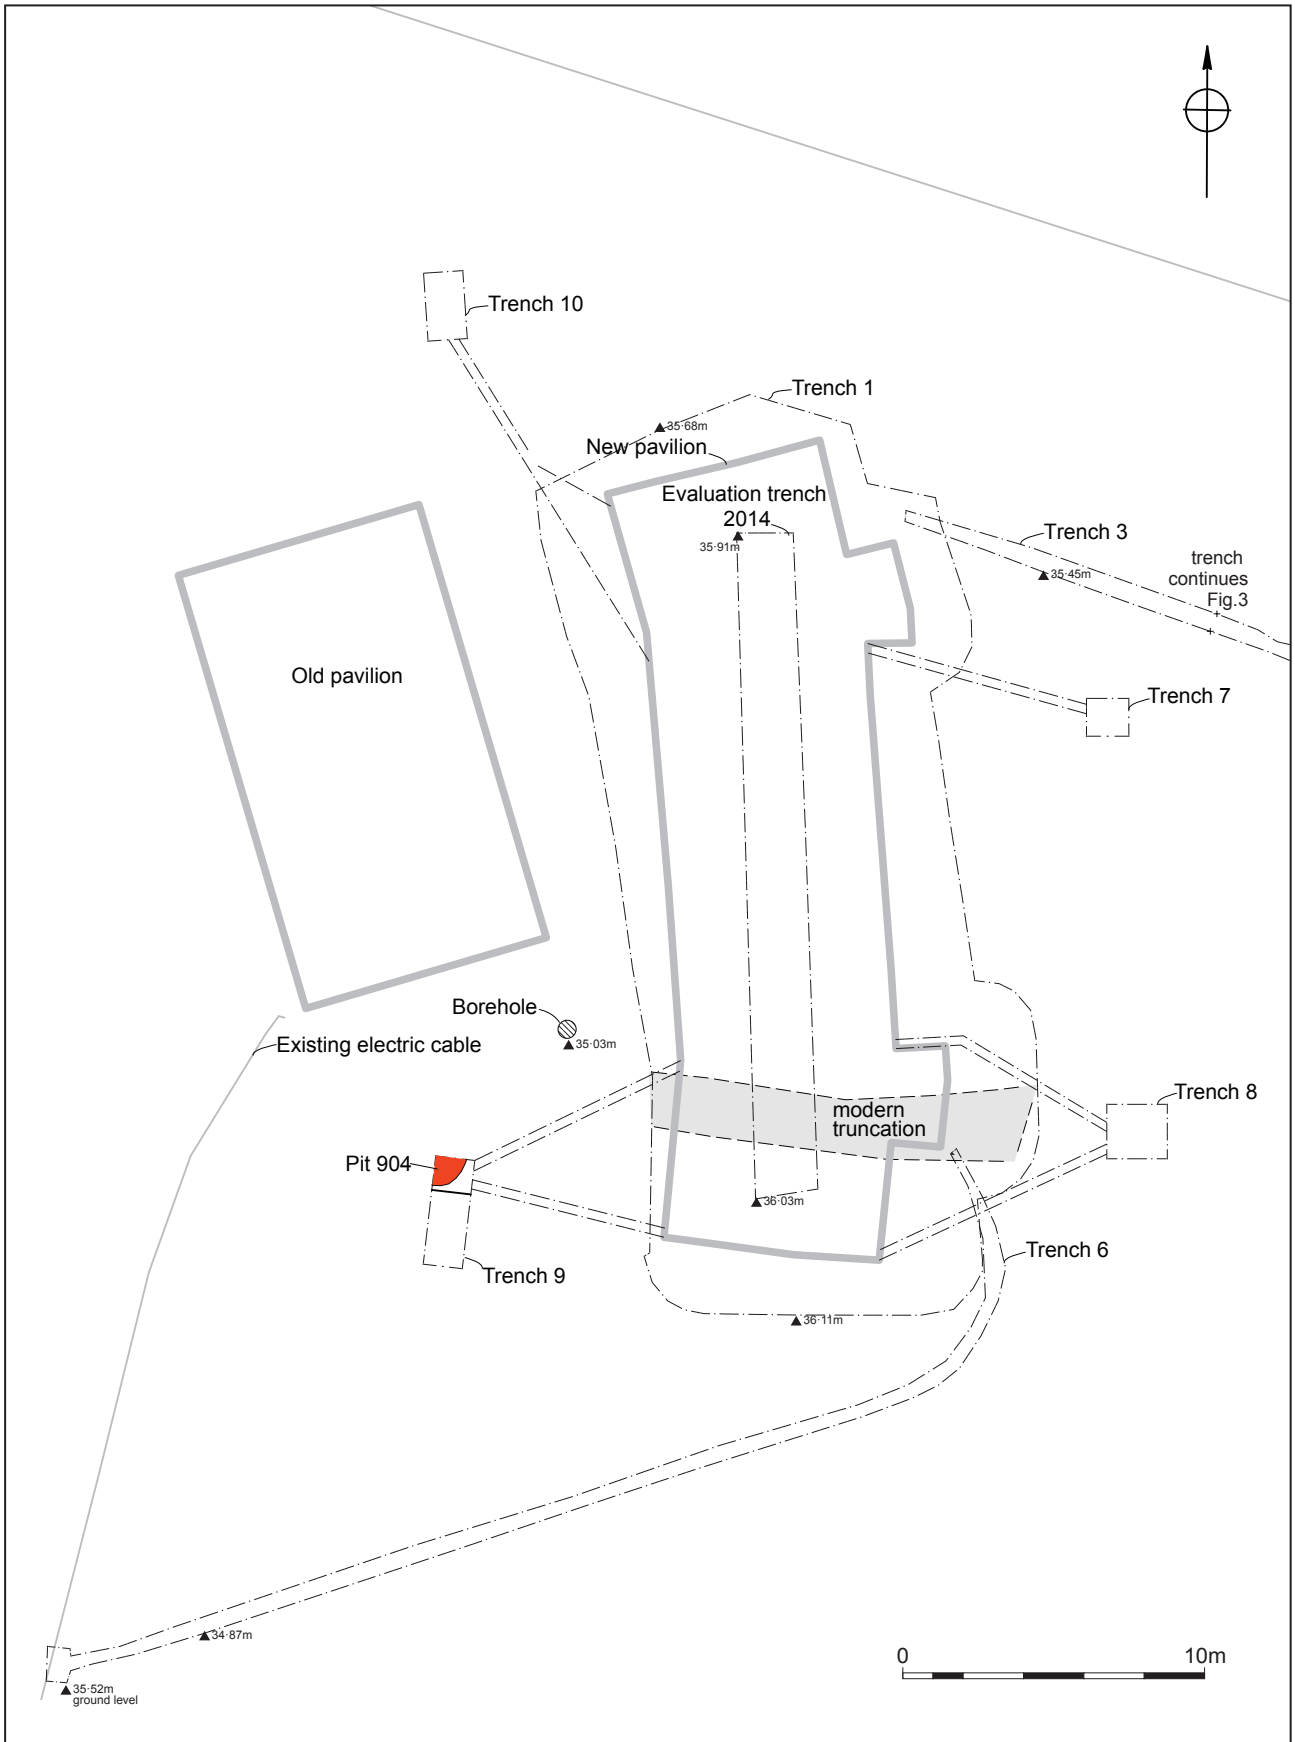 Trench 10
Trench 1
35·68m
New pavilion
Evaluation trench
2014
35·91m
Trench 3
35·45m
trench
continues
Fig.3
Old pavilion
Trench 7
Borehole
35·03m
Existing electric cable
modern
truncation
Trench 8
Pit 904
36·03m
Trench 6
Trench 9
36·11m
34·87m
0
10m
35·52m
ground level